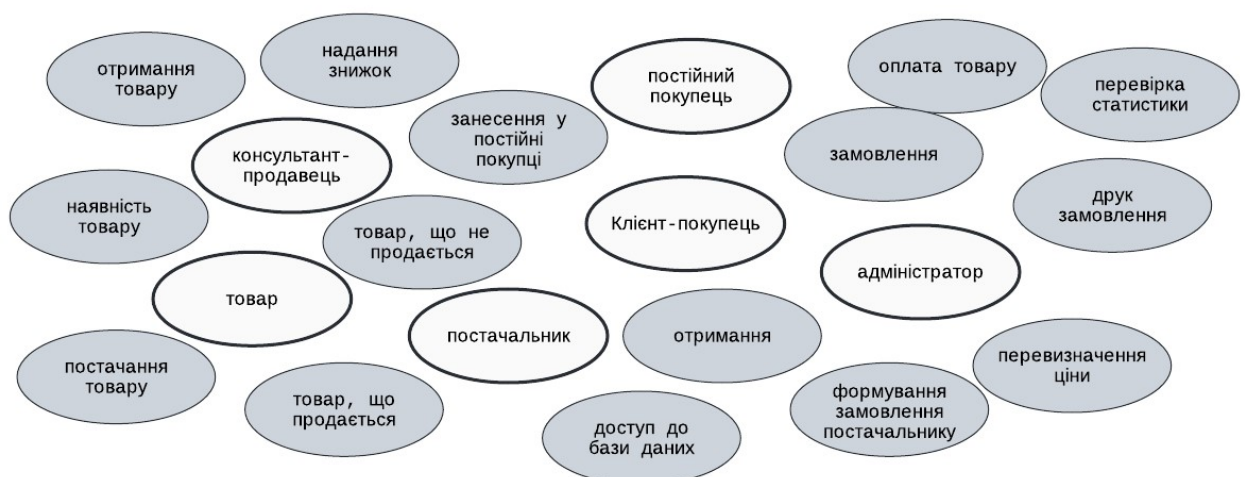 отримання
товару
надання
знижок
постійний
покупець
оплата товару
перевірка
статистики
занесення у
постійні
покупці
консультант-
продавець
замовлення
наявність
товару
товар, що не
продається
Клієнт-покупець
друк
замовлення
товар
адміністратор
постачальник
отримання
постачання
товару
товар, що
продається
доступ до
бази даних
формування
замовлення
постачальнику
перевизначення
ціни